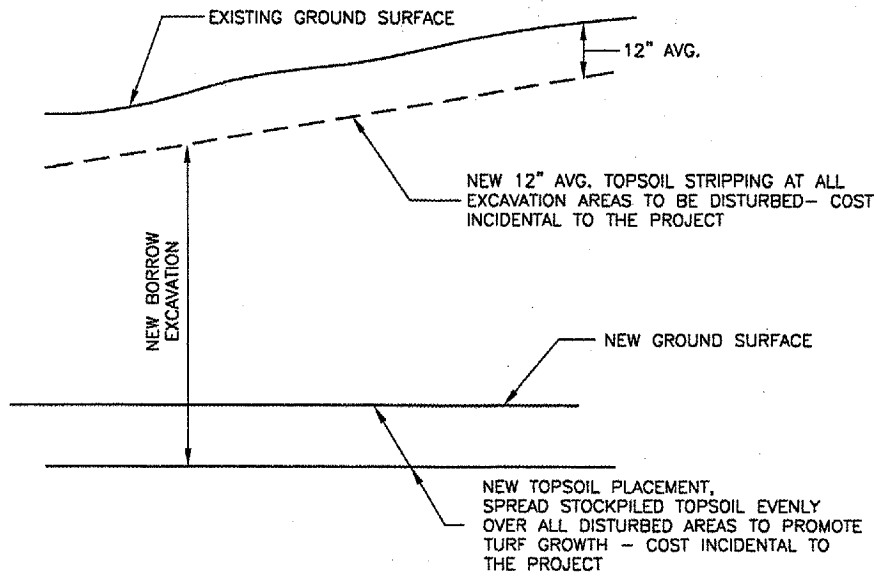 EXISTING GROUND SURFACE
12" AVG.
NEW 12" AVG. TOPSOIL STRIPPING AT ALL
EXCAVATION AREAS TO BE DISTURBED— COST
INCIDENTAL TO THE PROJECT
NEW BORROW
EXCAVATION
NEW GROUND SURFACE
NEW TOPSOIL PLACEMENT,
SPREAD STOCKPILED TOPSOIL EVENLY
OVER ALL DISTURBED AREAS TO PROMOTE
TURF GROWTH — COST INCIDENTAL TO
THE PROJECT